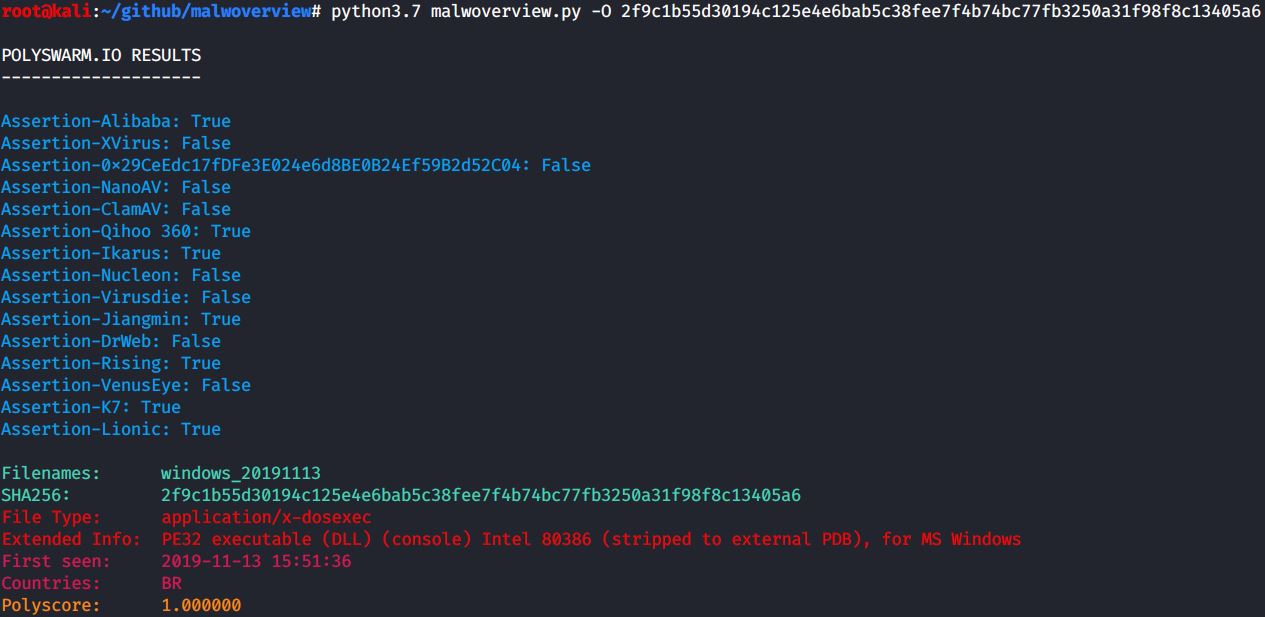 root@kali:~/github/malwoverview# python3.7 malwoverview.py -O 2f9c1b55d30194c125e4e6bab5c38fee7f4b74bc77fb3250a31f98f8c13405a6
POLYSWARM.IO RESULTS
--------------------
Assertion-Alibaba: True
Assertion-XVirus: False
Assertion-0x29CeEdc17fDFe3E024e6d8BE0B24Ef59B2d52C04: False
Assertion-NanoAV: False
Assertion-ClamAV: False
Assertion-Qihoo 360: True
Assertion-Ikarus: True
Assertion-Nucleon: False
Assertion-Virusdie: False
Assertion-Jiangmin: True
Assertion-DrWeb: False
Assertion-Rising: True
Assertion-VenusEye: False
Assertion-K7: True
Assertion-Lionic: True
Filenames: windows_20191113
SHA256: 2f9c1b55d30194c125e4e6bab5c38fee7f4b74bc77fb3250a31f98f8c13405a6
File Type: application/x-dosexec
Extended Info: PE32 executable (DLL) (console) Intel 80386 (stripped to external PDB), for MS Windows
First seen: 2019-11-13 15:51:36
Countries: BR
Polyscore: 1.000000